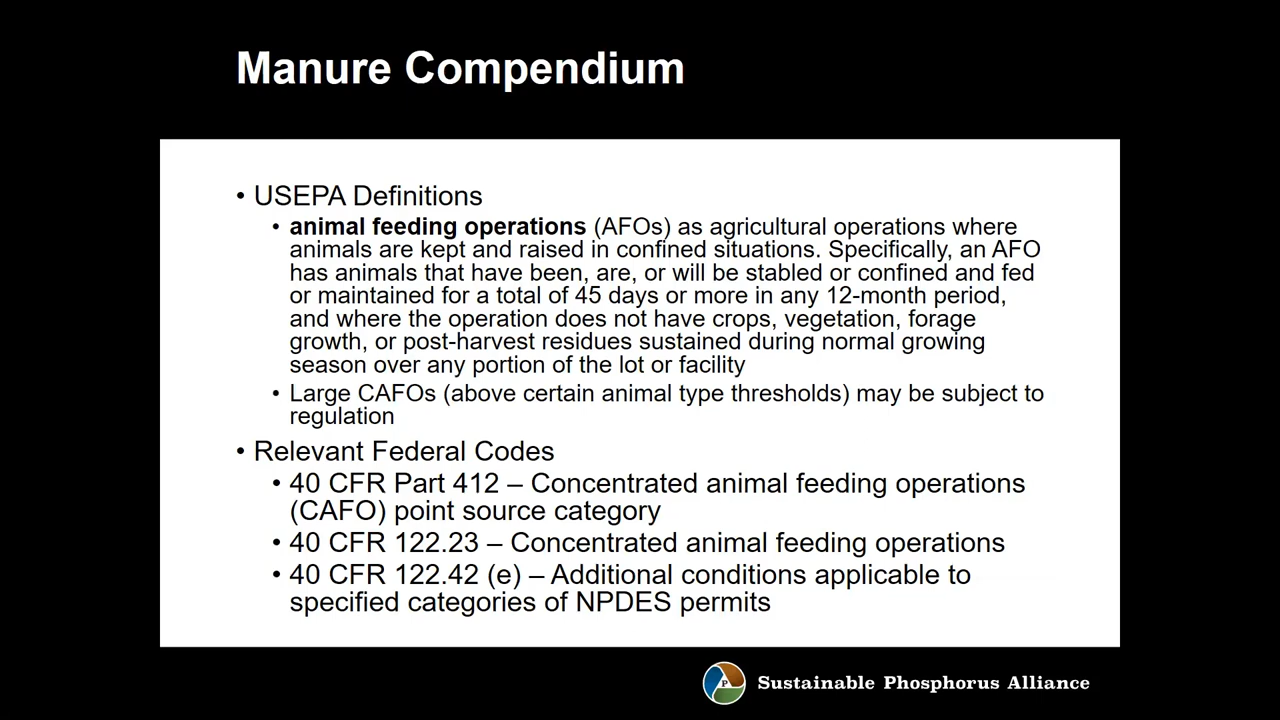 Manure Compendium
• USEPA Definitions
• animal feeding operations (AFOs) as agricultural operations where
animals are kept and raised in confined situations. Specifically, an AFO
has animals that have been, are, or will be stabled or confined and fed
or maintained for a total of 45 days or more in any 12-month period,
and where the operation does not have crops, vegetation, forage
growth, or post-harvest residues sustained during normal growing
season over any portion of the lot or facility
• Large CAFOs (above certain animal type thresholds) may be subject to
regulation
• Relevant Federal Codes
• 40 CFR Part 412 – Concentrated animal feeding operations
(CAFO) point source category
• 40 CFR 122.23 – Concentrated animal feeding operations
• 40 CFR 122.42 (e) – Additional conditions applicable to
specified categories of NPDES permits
P
Sustainable Phosphorus Alliance